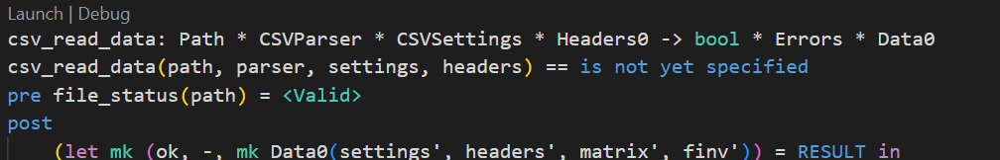 Launch | Debug
csv_read_data: Path * CSVParser * CSVSettings * Headers0 -> bool * Errors * Data0
csv_read_data(path, parser, settings, headers) == is not yet specified
pre file_status(path) = <Valid>
post
(let mk_(ok, -, mk_Data0(settings', headers', matrix', finv')) = RESULT in